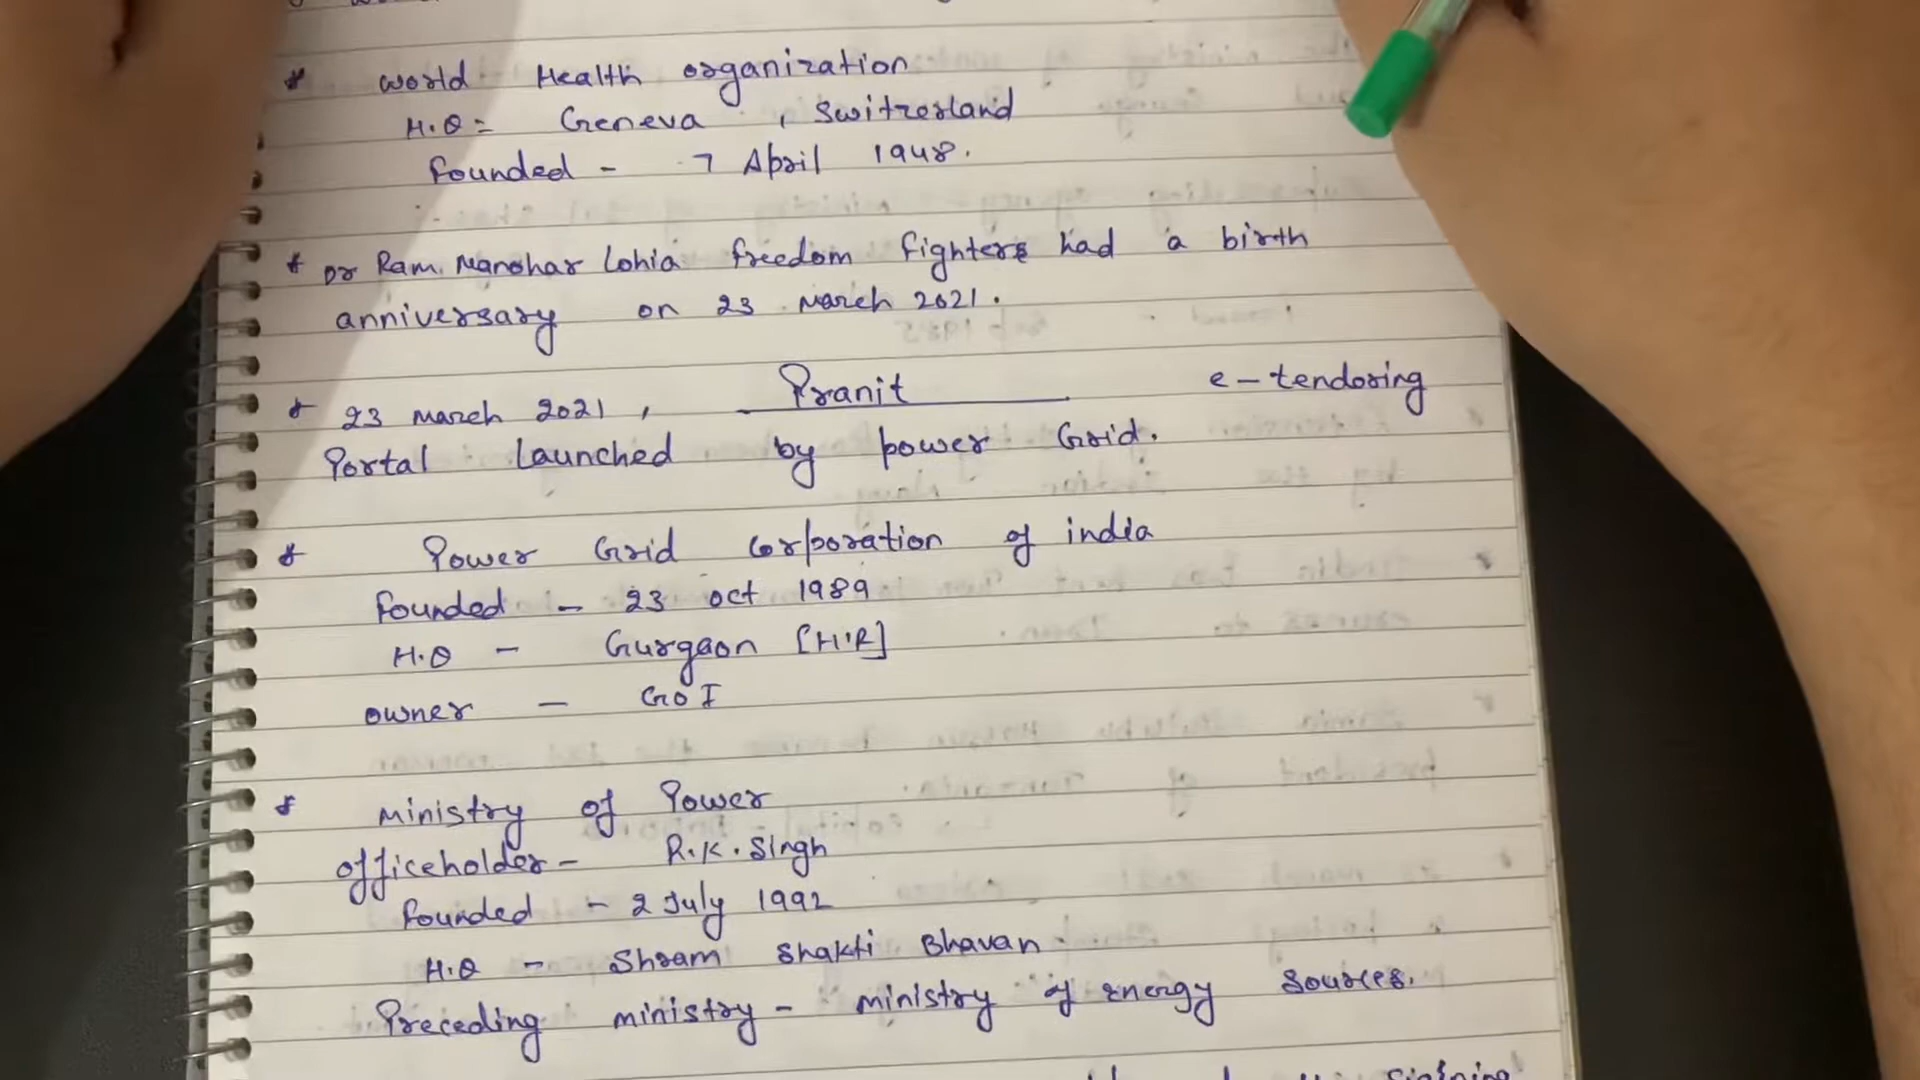 * World Health organization
H.Q = Geneva , Switzerland
founded - 7 April 1948.
* Dr Ram. Manohar Lohia freedom fighters had a birth
anniversary on 23 March 2021.
* 23 march 2021, Pranit e-tendoring
Portal Launched by power Grid.
* Power Grid Corporation of india
founded - 23 oct 1989
H.Q - Gurgaon [H.R]
owner - GOI
* ministry of Power
officeholder - R.K. Singh
founded - 2 July 1992
H.Q - Shram Shakti Bhavan
Preceding ministry - ministry of energy sources.